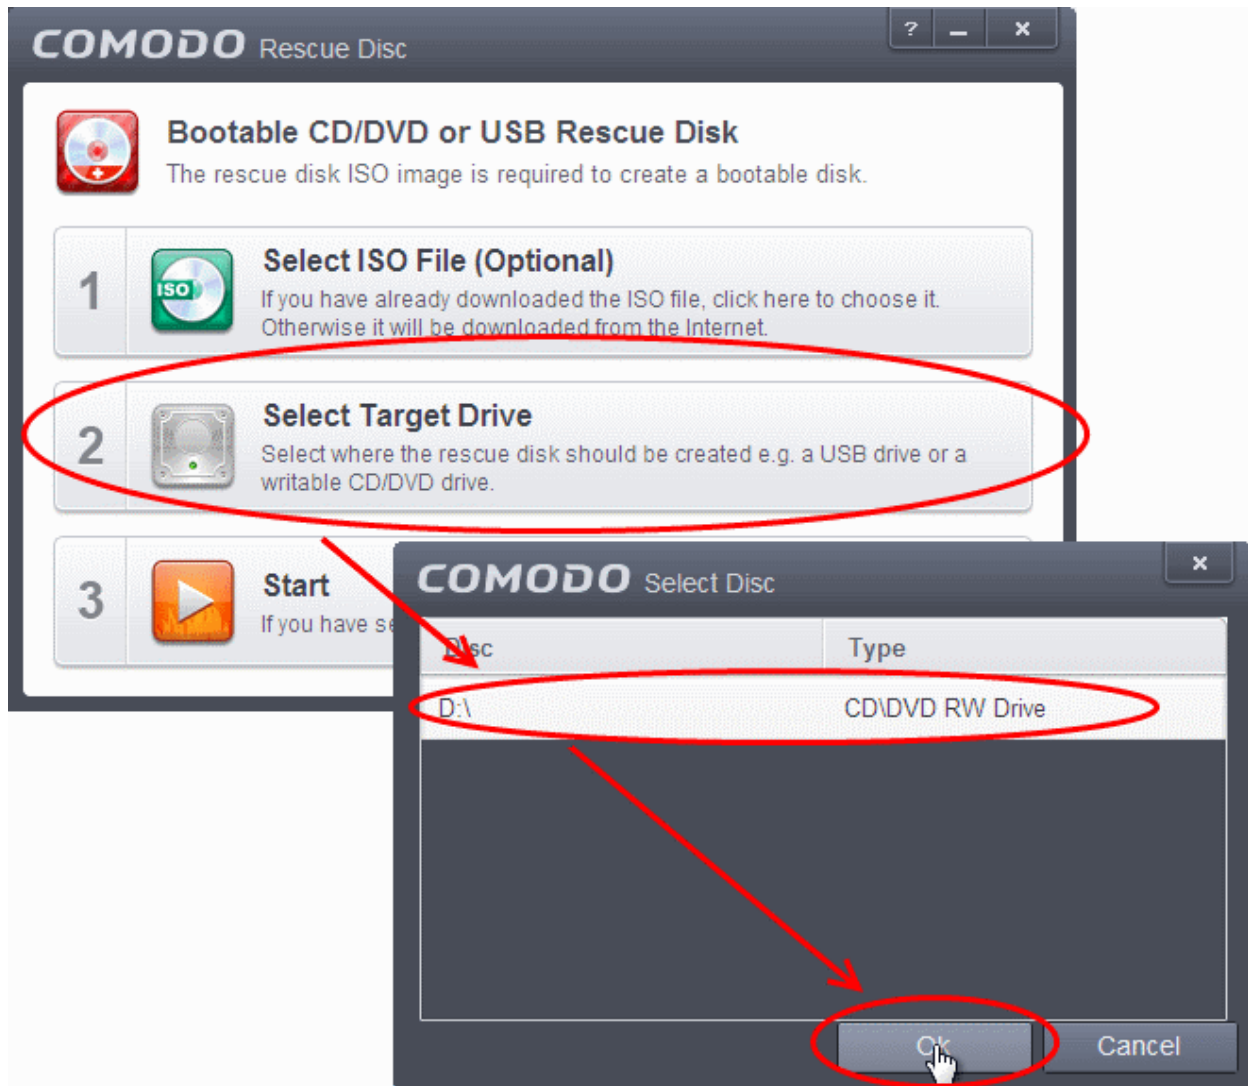 COMODO Rescue Disc
? – ×
Bootable CD/DVD or USB Rescue Disk
The rescue disk ISO image is required to create a bootable disk.
1
ISO
Select ISO File (Optional)
If you have already downloaded the ISO file, click here to choose it.
Otherwise it will be downloaded from the Internet.
2
Select Target Drive
Select where the rescue disk should be created e.g. a USB drive or a
writable CD/DVD drive.
3
Start
If you have se
COMODO Select Disc
×
Disc Type
D:\ CD\DVD RW Drive
Ok Cancel